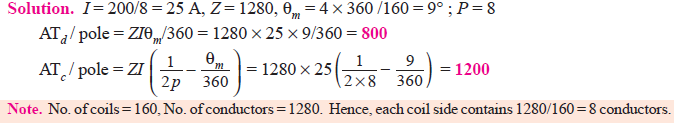 Solution. I = 200/8 = 25 A, Z = 1280, θm = 4 × 360 /160 = 9° ; P = 8
ATd / pole = ZIθm/360 = 1280 × 25 × 9/360 = 800
ATc / pole = ZI (1/2p − θm/360) = 1280 × 25 (1/2×8 − 9/360) = 1200
Note. No. of coils = 160, No. of conductors = 1280. Hence, each coil side contains 1280/160 = 8 conductors.